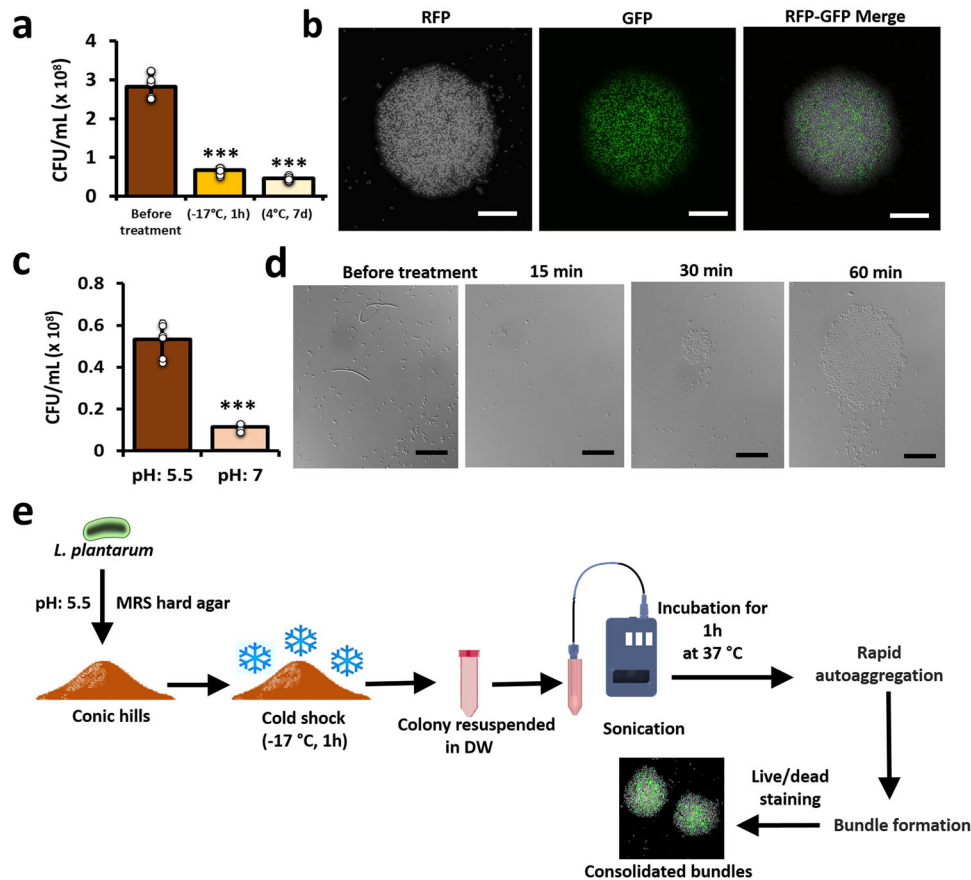 a
CFU/mL (x 10⁸)
4
3
2
1
0
***
***
Before
treatment
(-17°C, 1h)
(4°C, 7d)
b
RFP
GFP
RFP-GFP Merge
c
CFU/mL (x 10⁸)
0.8
0.6
0.4
0.2
0
***
pH: 5.5
pH: 7
d
Before treatment
15 min
30 min
60 min
e
L. plantarum
pH: 5.5
MRS hard agar
Conic hills
Cold shock
(-17 °C, 1h)
Colony resuspended
in DW
Sonication
Incubation for
1h
at 37 °C
Rapid
autoaggregation
Bundle formation
Live/dead
staining
Consolidated bundles